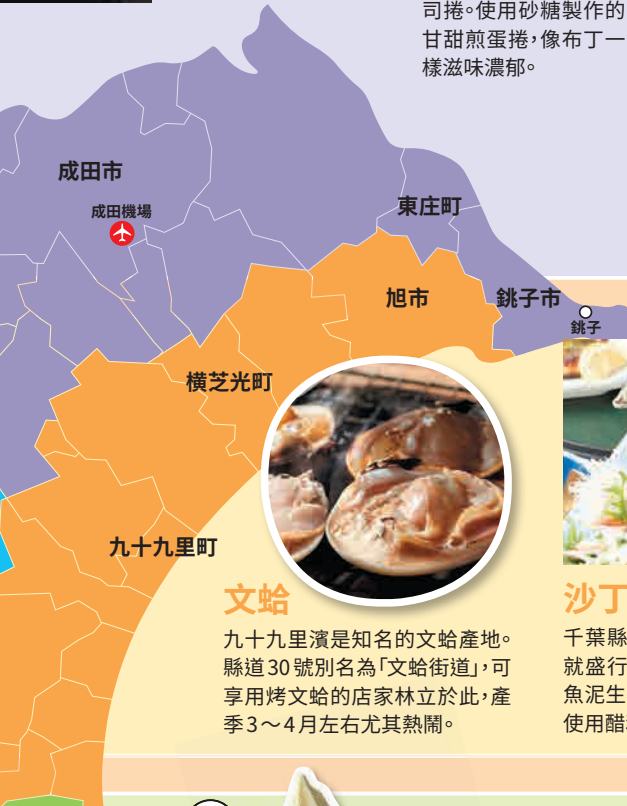 司捲。使用砂糖製作的
甘甜煎蛋捲，像布丁一
樣滋味濃郁。
成田市
成田機場
東庄町
旭市
銚子市
銚子
横芝光町
九十九里町
文蛤
九十九里濱是知名的文蛤產地。
縣道30號別名為「文蛤街道」，可
享用烤文蛤的店家林立於此，產
季3～4月左右尤其熱鬧。
沙丁
千葉縣
就盛行
魚泥生
使用醋